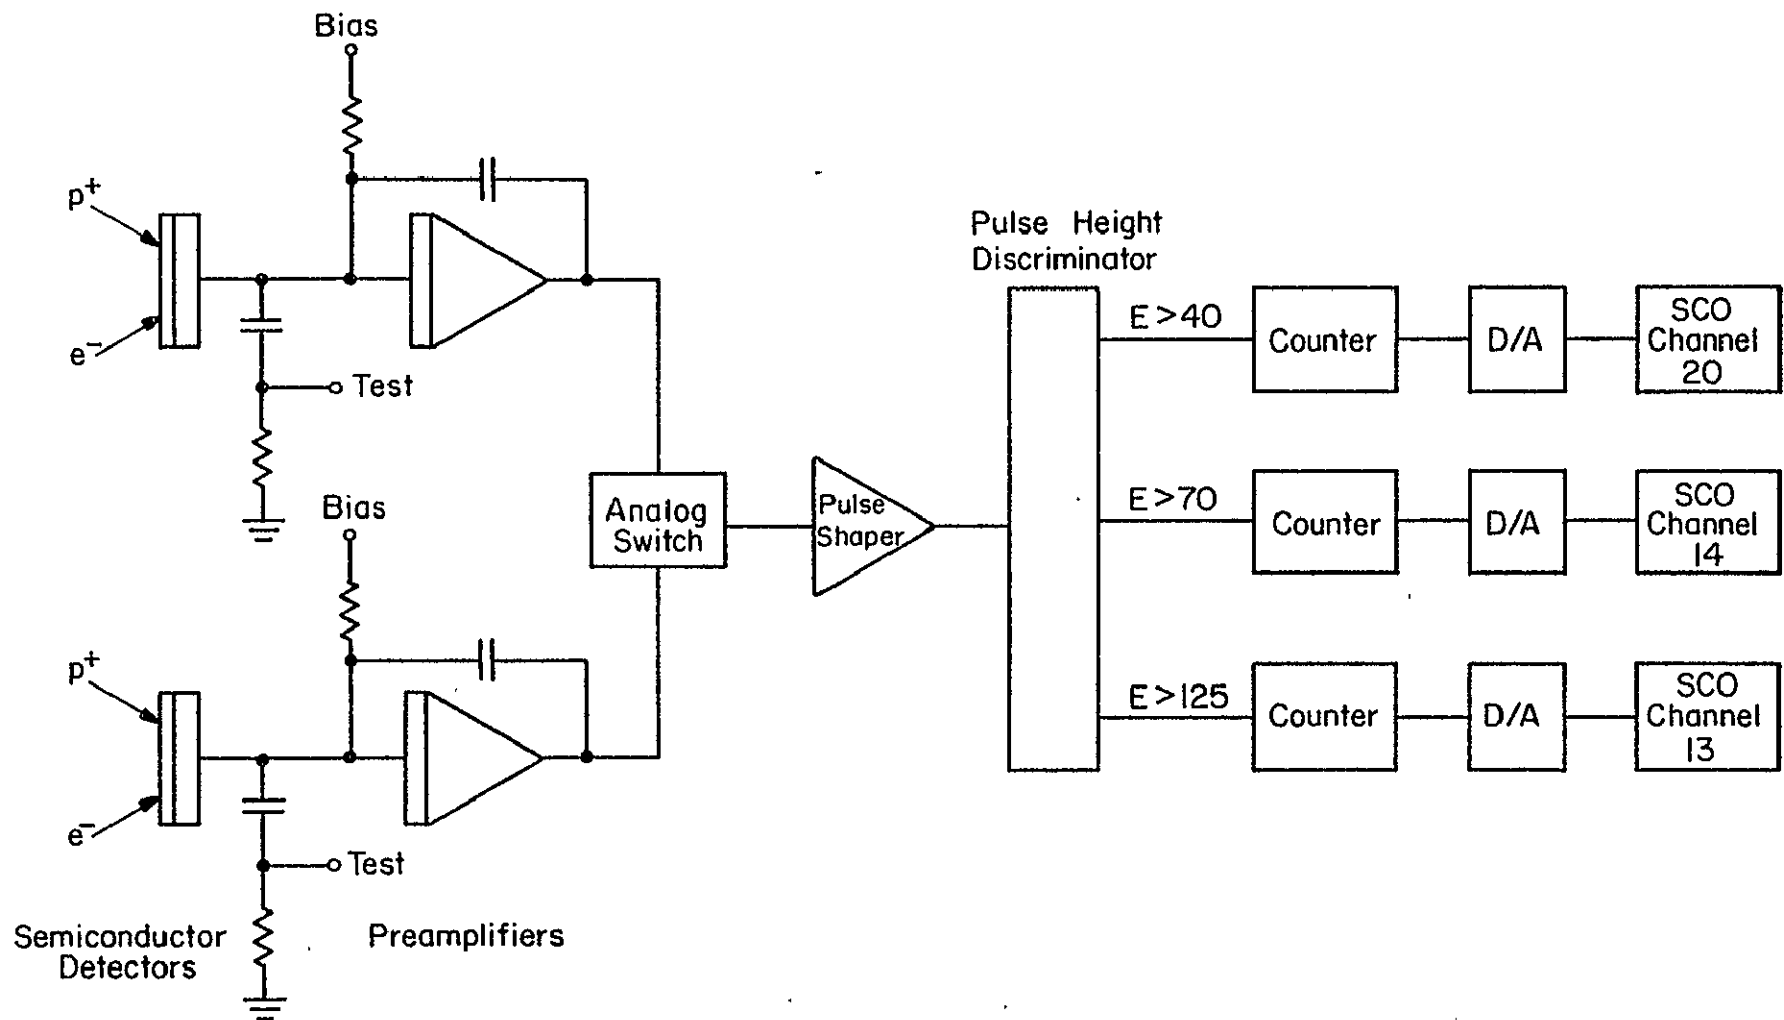 Bias
p+
e-
Test
Bias
p+
e-
Test
Semiconductor
Detectors
Preamplifiers
Analog
Switch
Pulse
Shaper
Pulse Height
Discriminator
E>40
Counter
D/A
SCO
Channel
20
E>70
Counter
D/A
SCO
Channel
14
E>125
Counter
D/A
SCO
Channel
13